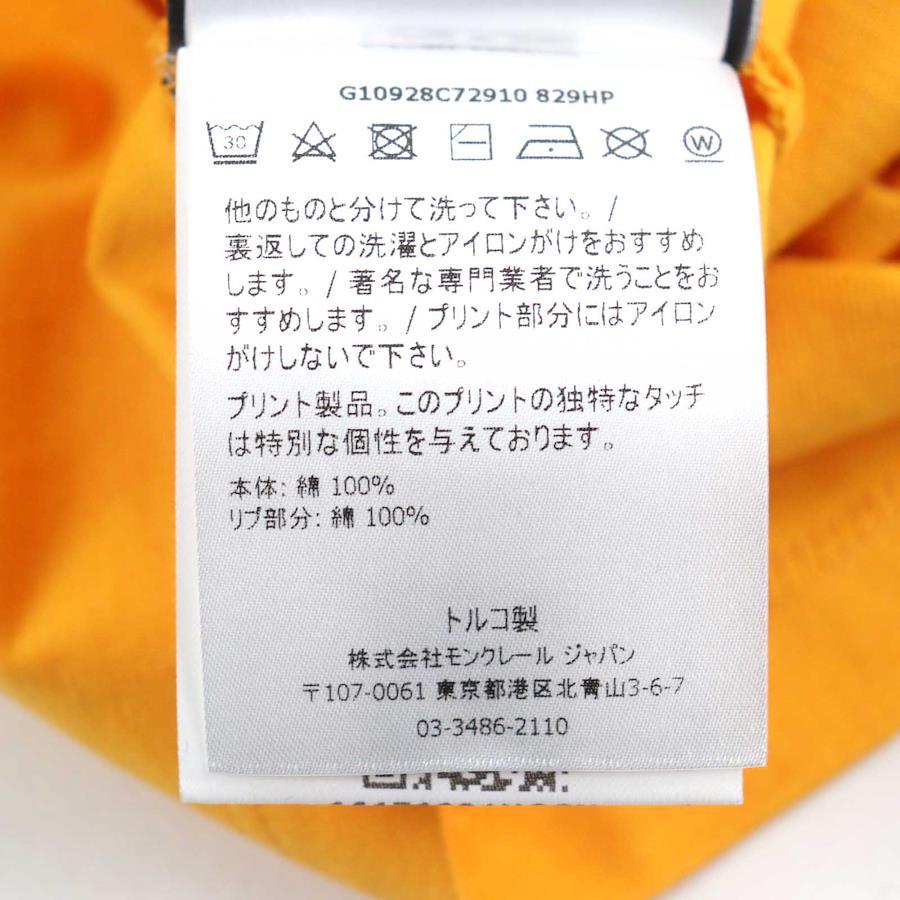 G10928C72910 829HP
30
W
他のものと分けて洗って下さい。/
裏返しての洗濯とアイロンがけをおすすめ
します。/ 著名な専門業者で洗うことをお
すすめします。/ プリント部分にはアイロン
がけしないで下さい。
プリント製品。このプリントの独特なタッチ
は特別な個性を与えております。
本体: 綿 100%
リブ部分: 綿 100%
トルコ製
株式会社モンクレール ジャパン
〒107-0061 東京都港区北青山3-6-7
03-3486-2110